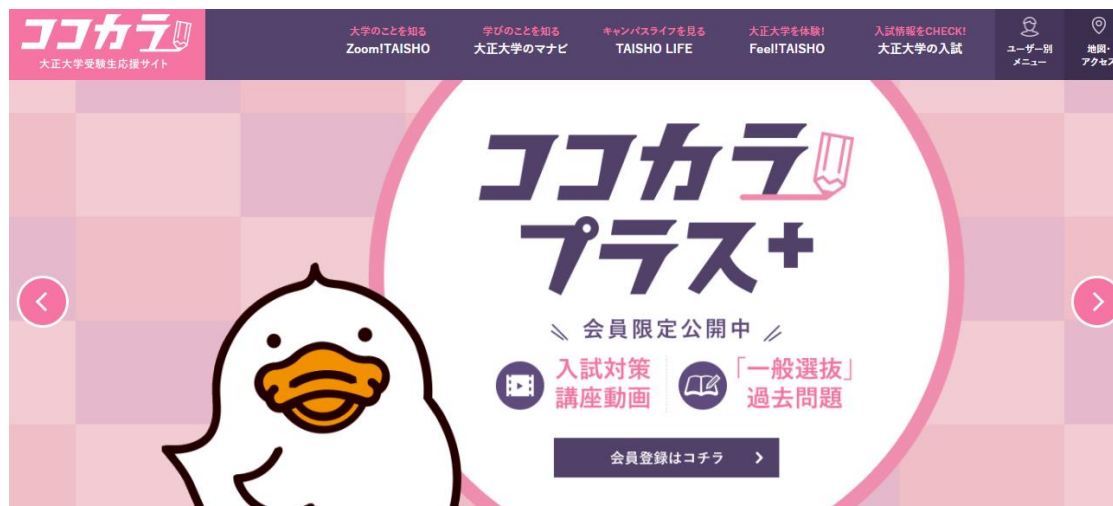 ココカラ
大正大学受験生応援サイト
大学のことを知る
Zoom!TAISHO
学びのことを知る
大正大学のマナビ
キャンパスライフを見る
TAISHO LIFE
大正大学を体験!
Feel!TAISHO
入試情報をCHECK!
大正大学の入試
ユーザー別
メニュー
地図・
アクセス
ココカラ
プラス+
会員限定公開中
入試対策
講座動画
「一般選抜」
過去問題
会員登録はコチラ